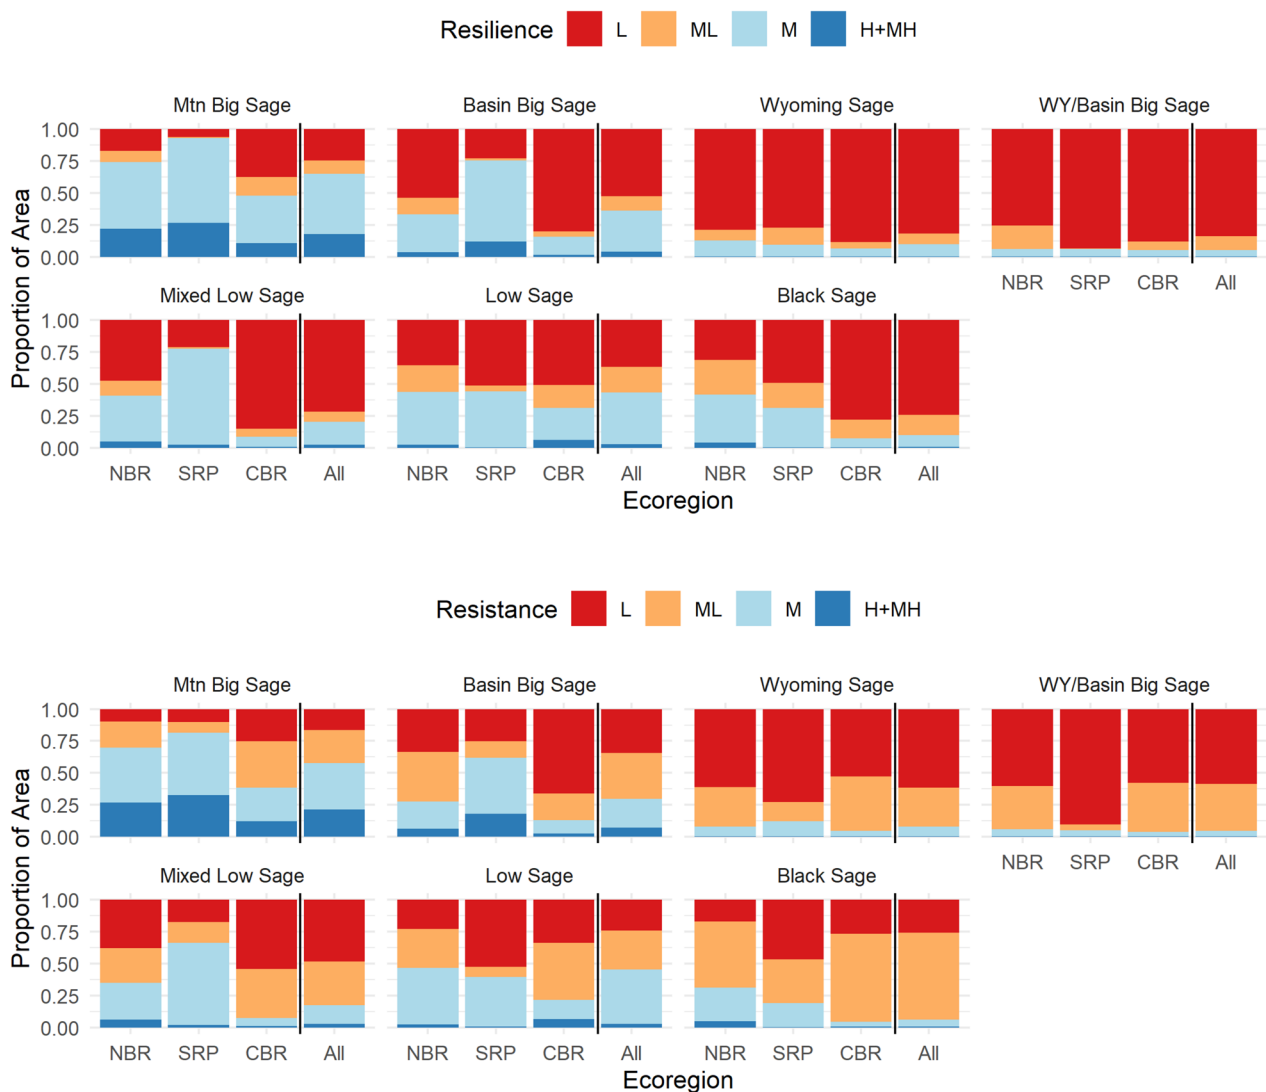 Resilience L ML M H+MH
Mtn Big Sage Basin Big Sage Wyoming Sage WY/Basin Big Sage
1.00
0.75
0.50
0.25
0.00
NBR SRP CBR All
Proportion of Area
Mixed Low Sage Low Sage Black Sage
1.00
0.75
0.50
0.25
0.00
NBR SRP CBR All NBR SRP CBR All NBR SRP CBR All
Ecoregion
Resistance L ML M H+MH
Mtn Big Sage Basin Big Sage Wyoming Sage WY/Basin Big Sage
1.00
0.75
0.50
0.25
0.00
NBR SRP CBR All
Proportion of Area
Mixed Low Sage Low Sage Black Sage
1.00
0.75
0.50
0.25
0.00
NBR SRP CBR All NBR SRP CBR All NBR SRP CBR All
Ecoregion